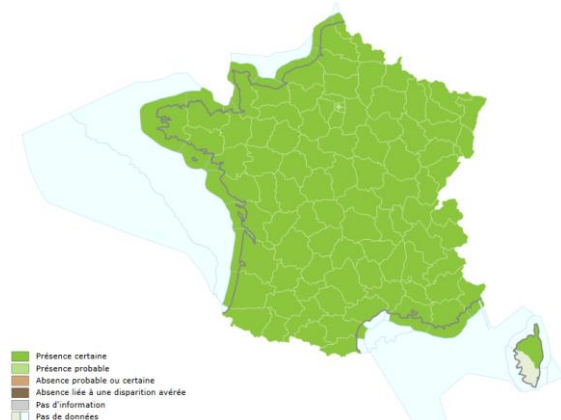 Présence certaine
Présence probable
Absence probable ou certaine
Absence liée à une disparition avérée
Pas d'information
Pas de données